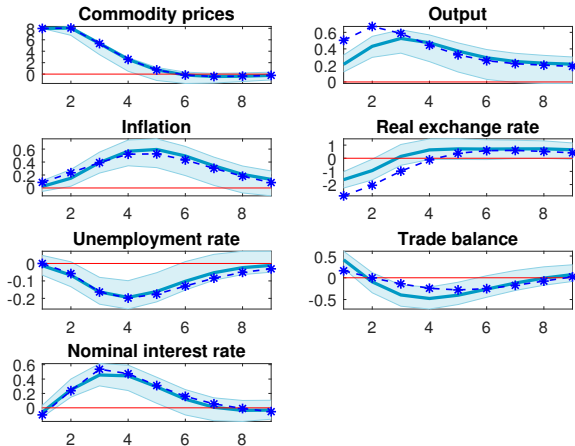 Commodity prices
8
6
4
2
0
2 4 6 8
Output
0.6
0.4
0.2
0
2 4 6 8
Inflation
0.6
0.4
0.2
0
2 4 6 8
Real exchange rate
1
0
-1
-2
2 4 6 8
Unemployment rate
0
-0.1
-0.2
2 4 6 8
Trade balance
0.5
0
-0.5
2 4 6 8
Nominal interest rate
0.6
0.4
0.2
0
2 4 6 8